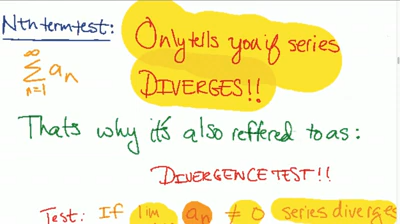 Nth term test:
Only tells you if series
DIVERGES!!
∞
∑ an
n=1
Thats why it's also reffered to as:
DIVERGENCE TEST!!
Test: If lim an ≠ 0 series diverges